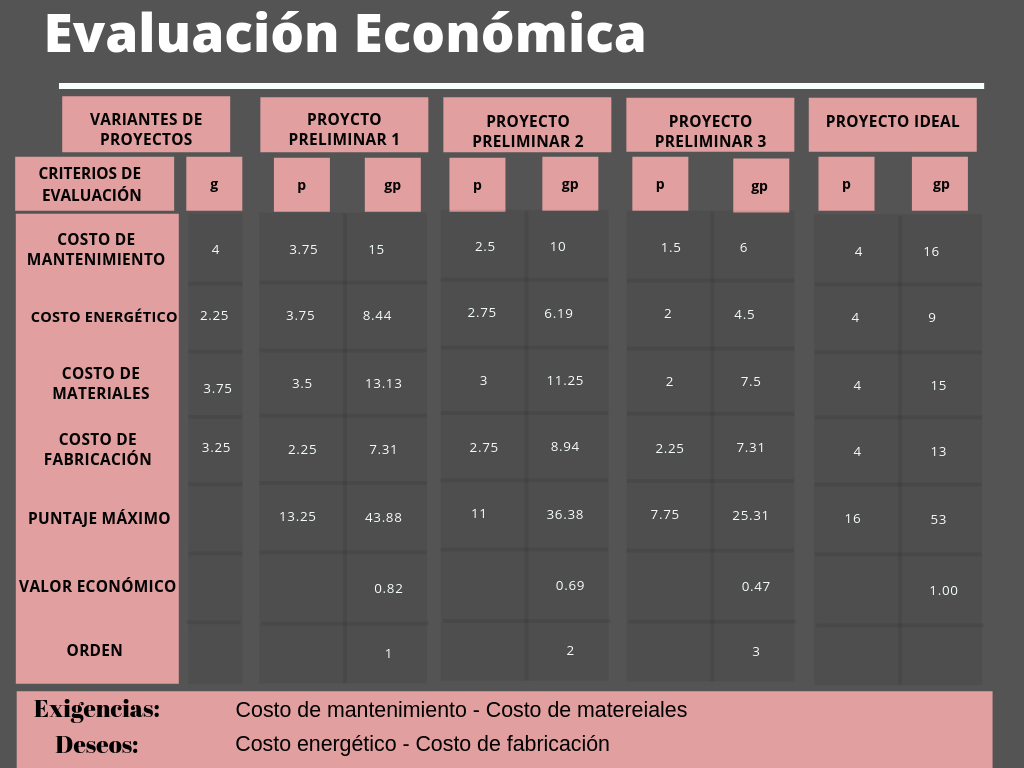 Evaluación Económica
VARIANTES DE
PROYECTOS
PROYCTO
PRELIMINAR 1
PROYECTO
PRELIMINAR 2
PROYECTO
PRELIMINAR 3
PROYECTO IDEAL
CRITERIOS DE
EVALUACIÓN
g p gp p gp p gp p gp
COSTO DE
MANTENIMIENTO
4 3.75 15 2.5 10 1.5 6 4 16
COSTO ENERGÉTICO 2.25 3.75 8.44 2.75 6.19 2 4.5 4 9
COSTO DE
MATERIALES
3.75 3.5 13.13 3 11.25 2 7.5 4 15
COSTO DE
FABRICACIÓN
3.25 2.25 7.31 2.75 8.94 2.25 7.31 4 13
PUNTAJE MÁXIMO 13.25 43.88 11 36.38 7.75 25.31 16 53
VALOR ECONÓMICO 0.82 0.69 0.47 1.00
ORDEN 1 2 3
Exigencias: Costo de mantenimiento - Costo de matereiales
Deseos: Costo energético - Costo de fabricación